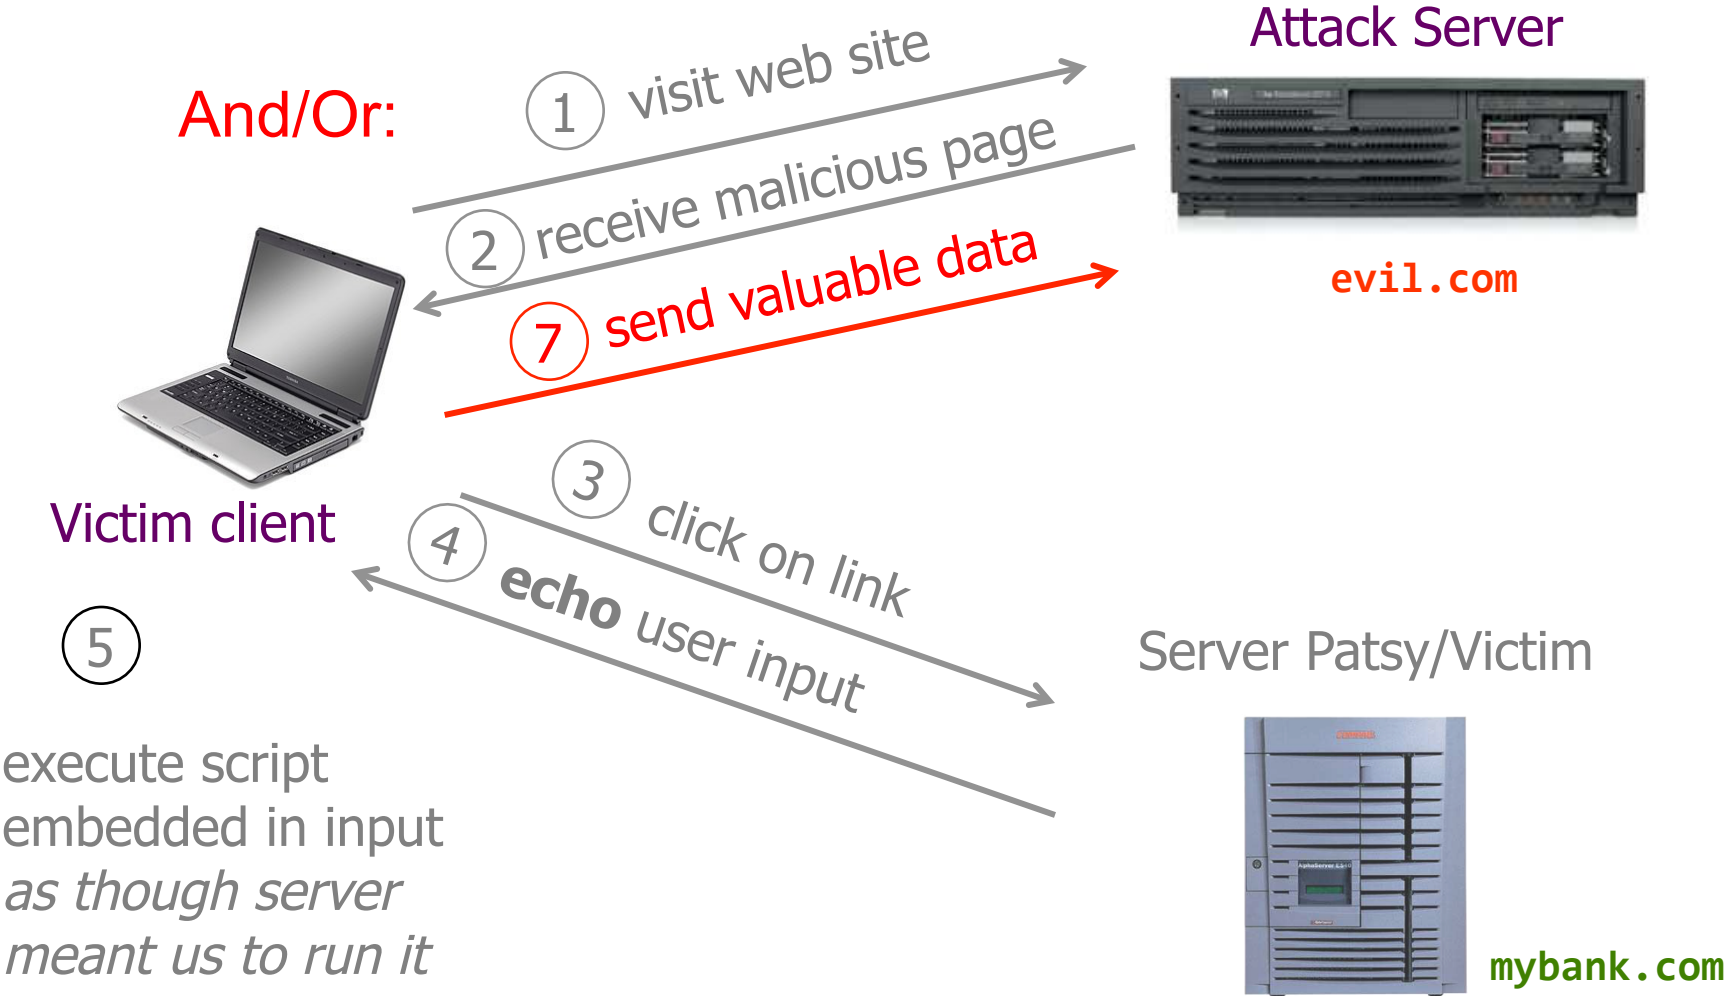 Attack Server
And/Or:
1 visit web site
2 receive malicious page
7 send valuable data
evil.com
Victim client
3 click on link
4 echo user input
5
execute script
embedded in input
as though server
meant us to run it
Server Patsy/Victim
mybank.com